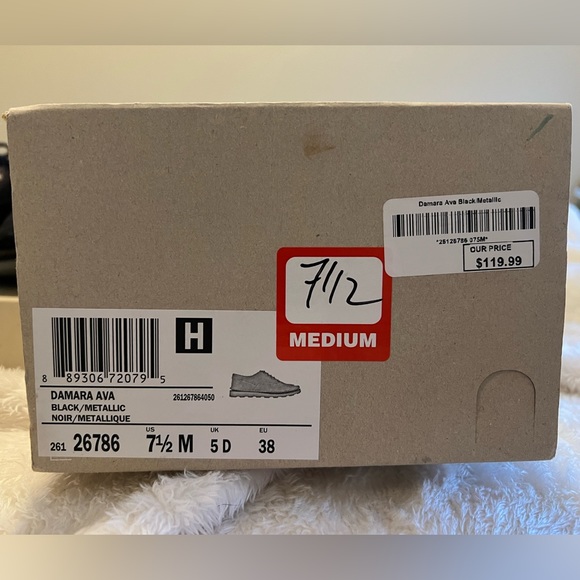 Damara Ava Black/Metallic
*26126786 075M*
OUR PRICE
$119.99
7 1/2
MEDIUM
H
8 89306 72079 5
DAMARA AVA
261267864050
BLACK/METALLIC
NOIR/METALLIQUE
US UK EU
261 26786 7½ M 5 D 38